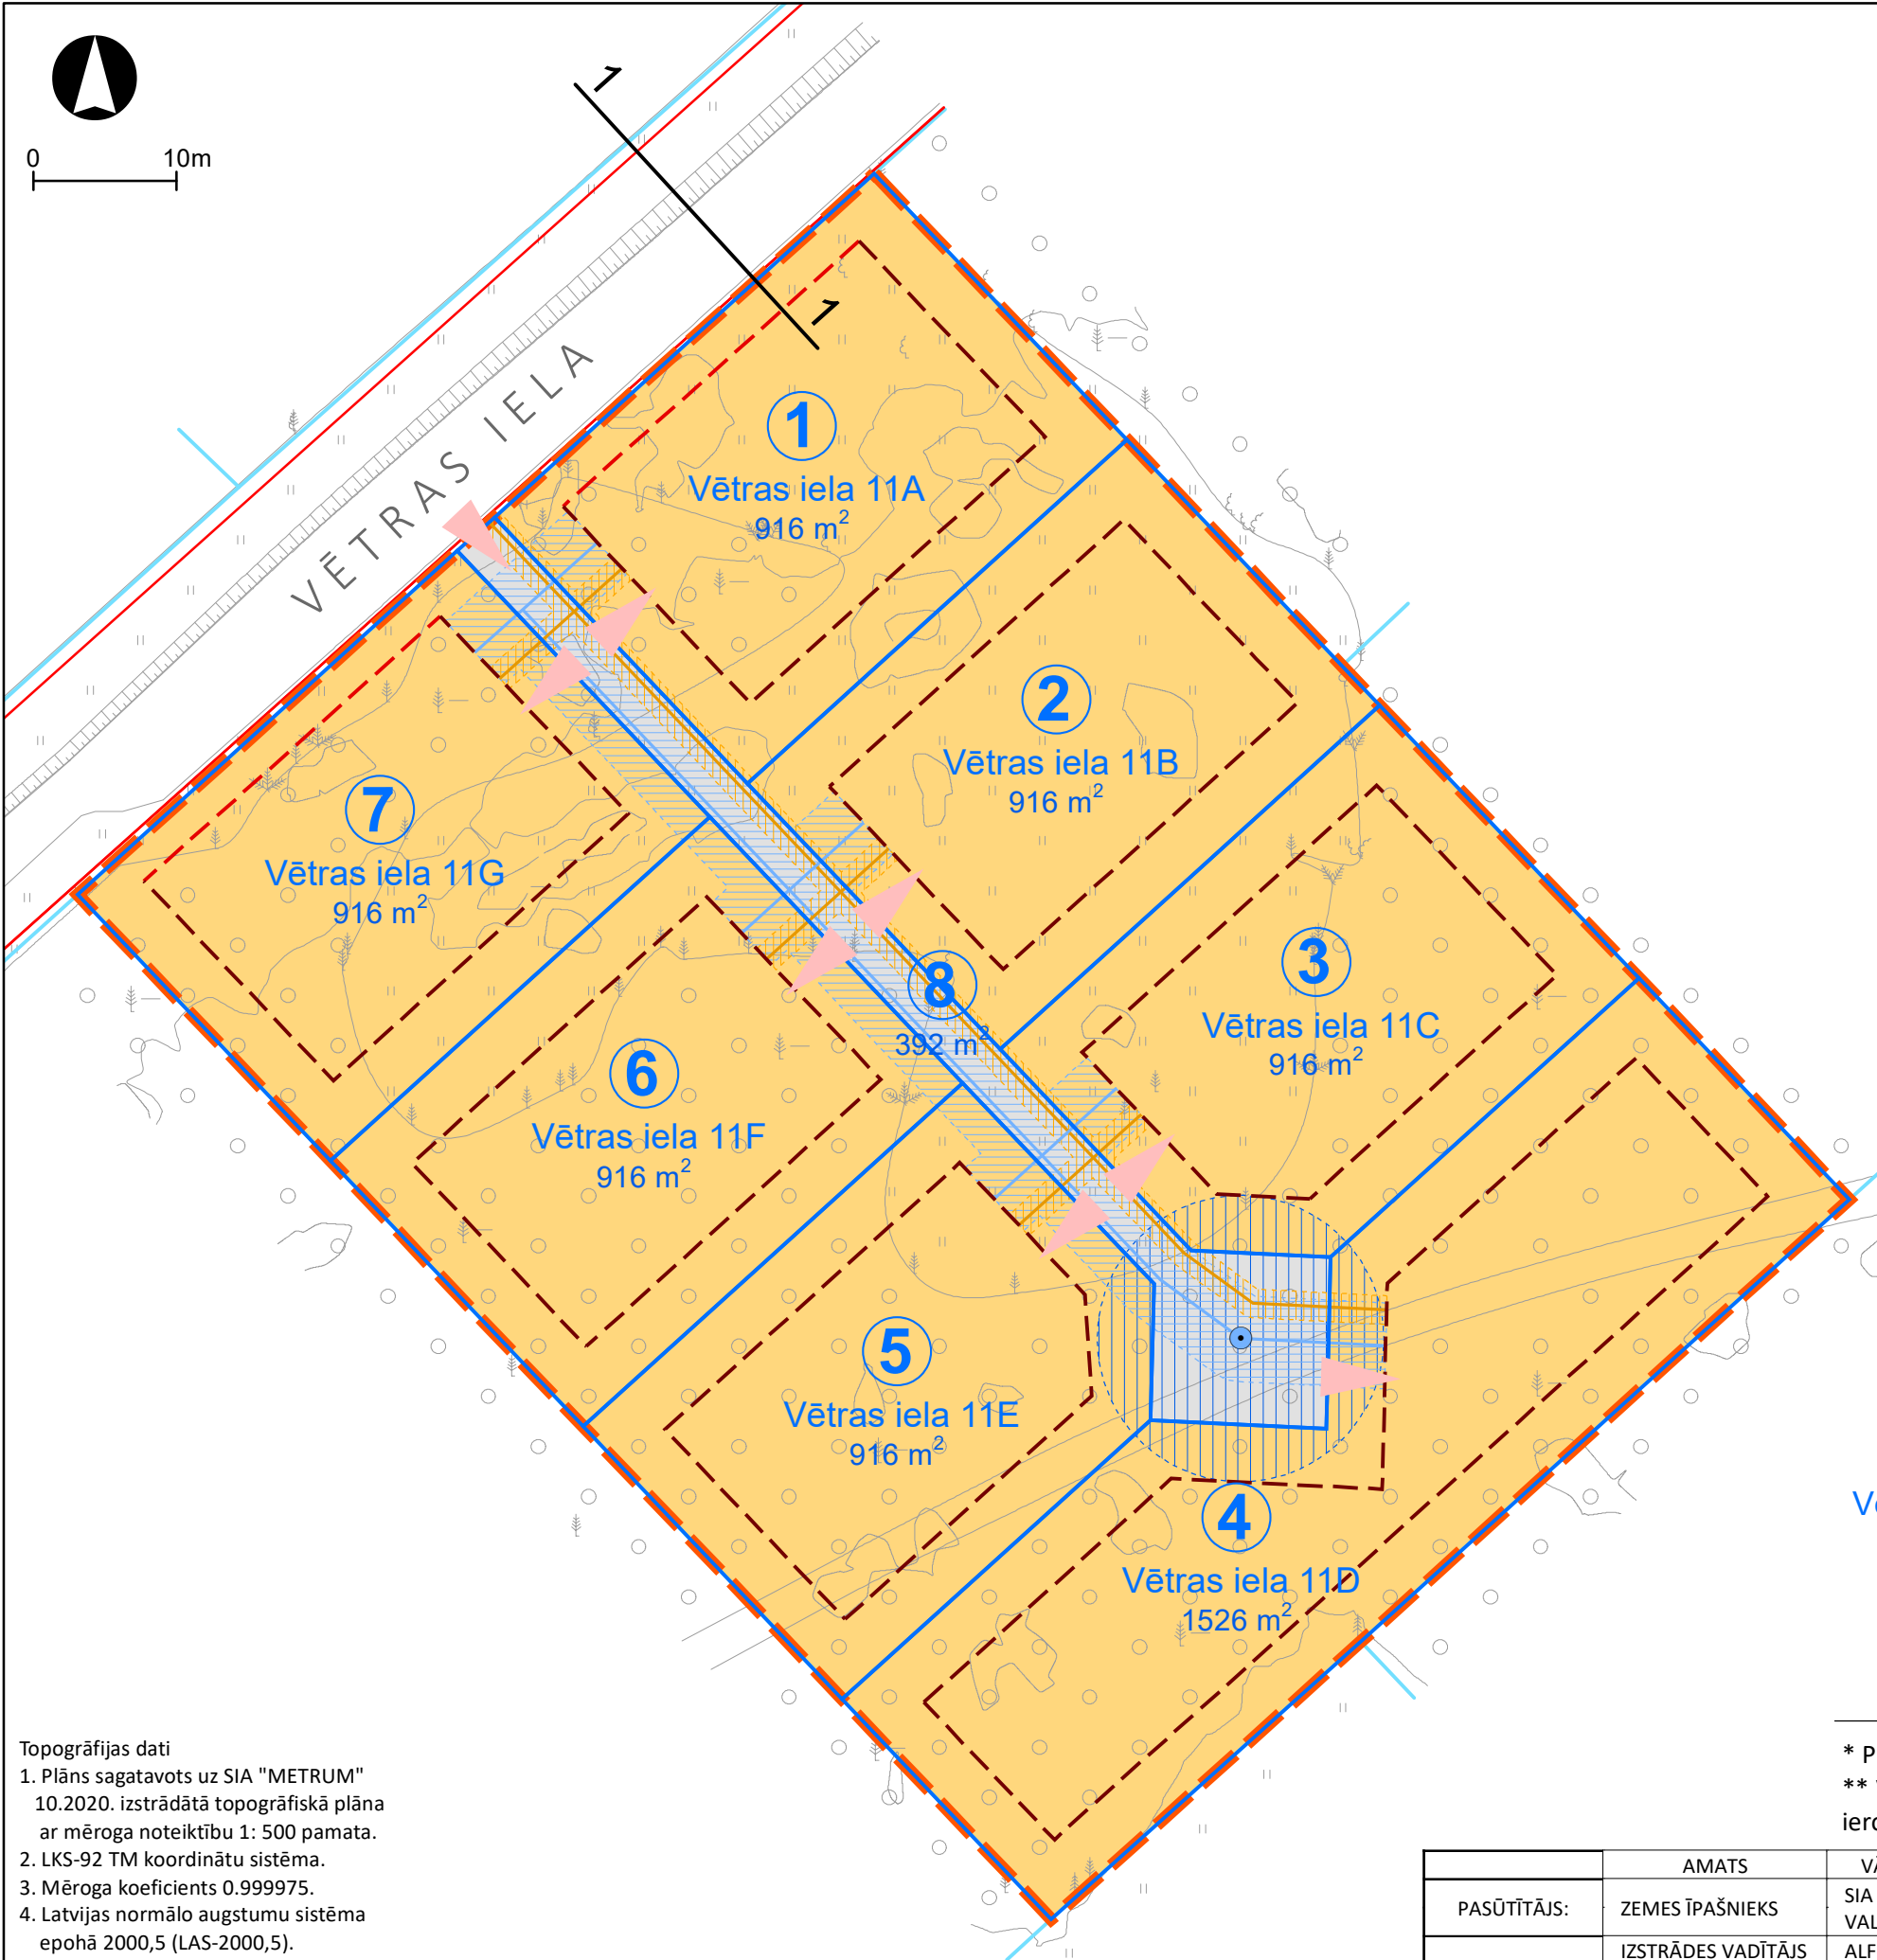 0 10m
1
1
VĒTRAS IELA
1
Vētras iela 11A
916 m²
2
Vētras iela 11B
916 m²
7
Vētras iela 11G
916 m²
3
Vētras iela 11C
916 m²
8
392 m²
6
Vētras iela 11F
916 m²
5
Vētras iela 11E
916 m²
4
Vētras iela 11D
1526 m²
Topogrāfijas dati
1. Plāns sagatavots uz SIA "METRUM"
10.2020. izstrādātā topogrāfiskā plāna
ar mēroga noteiktību 1: 500 pamata.
2. LKS-92 TM koordinātu sistēma.
3. Mēroga koeficients 0.999975.
4. Latvijas normālo augstumu sistēma
epohā 2000,5 (LAS-2000,5).
* P
**
AMATS
PASŪTĪTĀJS: ZEMES ĪPAŠNIEKS SIA
IZSTRĀDES VADĪTĀJS